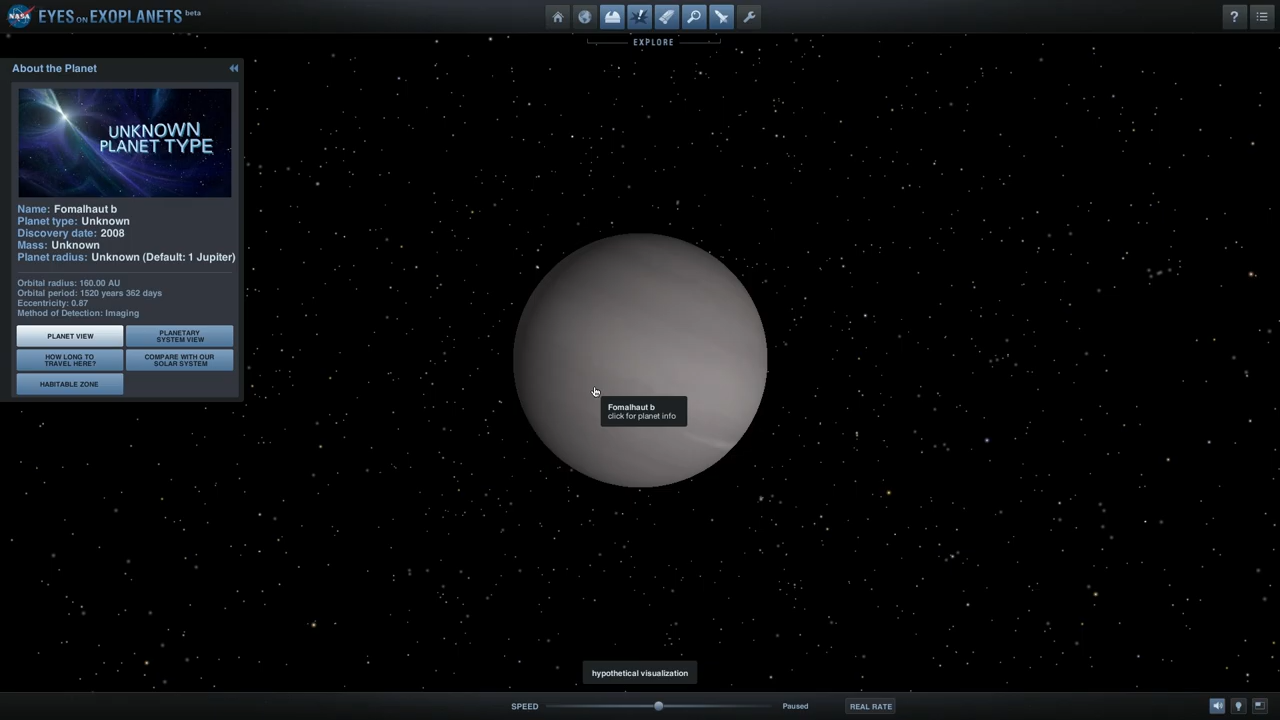 NASA EYES ON EXOPLANETS beta
EXPLORE
About the Planet
UNKNOWN
PLANET TYPE
Name: Fomalhaut b
Planet type: Unknown
Discovery date: 2008
Mass: Unknown
Planet radius: Unknown (Default: 1 Jupiter)
Orbital radius: 160.00 AU
Orbital period: 1520 years 362 days
Eccentricity: 0.87
Method of Detection: Imaging
PLANET VIEW
PLANETARY
SYSTEM VIEW
HOW LONG TO
TRAVEL HERE?
COMPARE WITH OUR
SOLAR SYSTEM
HABITABLE ZONE
Fomalhaut b
click for planet info
hypothetical visualization
SPEED
Paused
REAL RATE
?